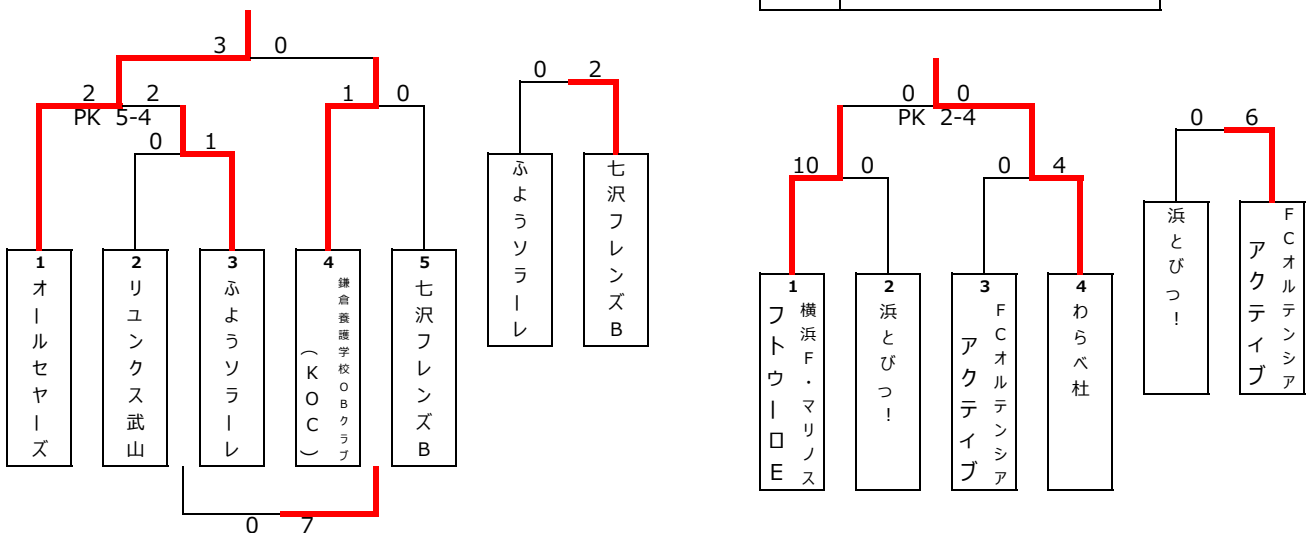 3 0
2 2
PK 5-4
0 1
1 0
1
オールセヤーズ
2
リュンクス武山
3
ふようソラーレ
4
鎌倉養護学校OBクラブ
（KOC）
5
七沢フレンズB
0 7
0 2
ふようソラーレ
七沢フレンズB
0 0
PK 2-4
10 0
0 4
1
横浜F・マリノス
フトゥーロE
2
浜とびつ！
3
FCオルテンシア
アクテイブ
4
わらべ杜
0 6
浜とびつ！
FCオルテンシア
アクテイブ